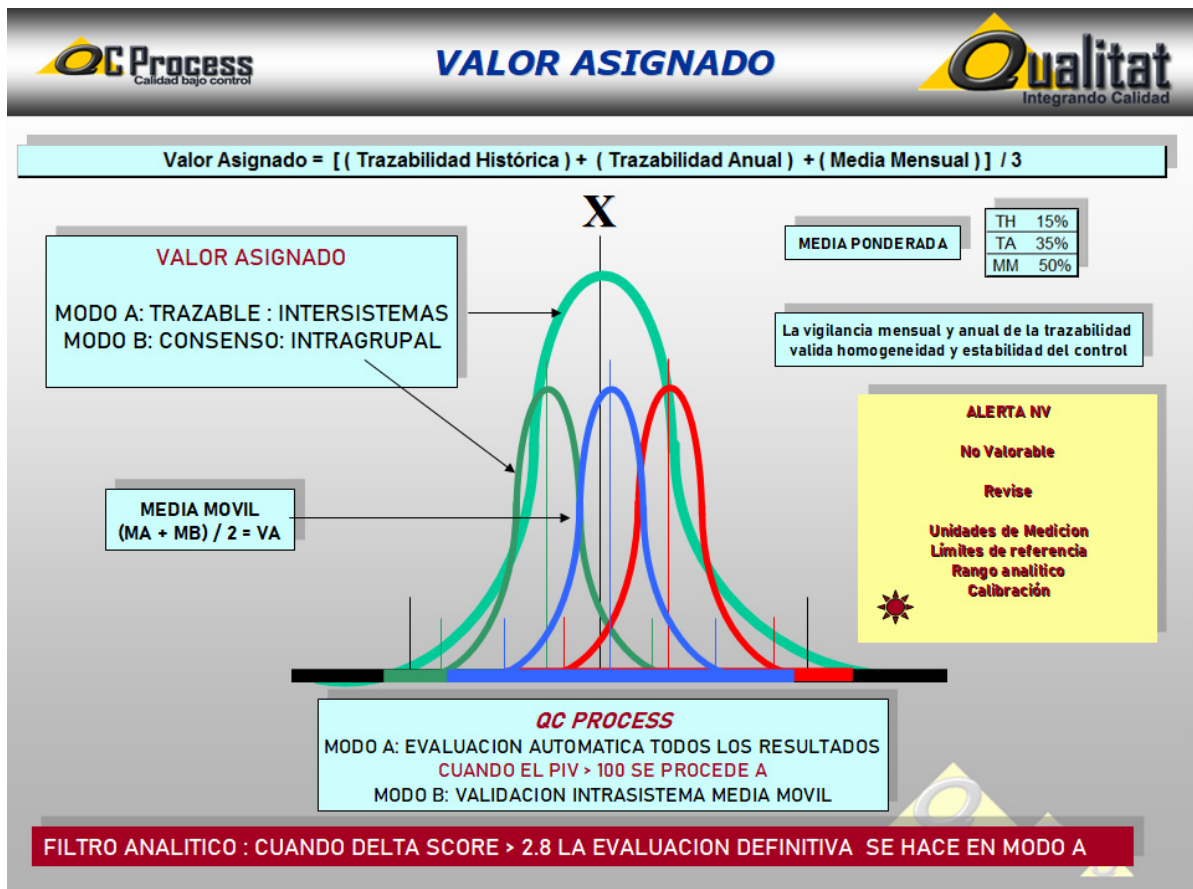 QC Process
Calidad bajo control
VALOR ASIGNADO
Qualitat
Integrando Calidad
Valor Asignado = [ ( Trazabilidad Histórica ) + ( Trazabilidad Anual ) + ( Media Mensual ) ] / 3
X
VALOR ASIGNADO
MODO A: TRAZABLE : INTERSISTEMAS
MODO B: CONSENSO: INTRAGRUPAL
MEDIA PONDERADA
TH 15%
TA 35%
MM 50%
La vigilancia mensual y anual de la trazabilidad
valida homogeneidad y estabilidad del control
ALERTA NV
No Valorable
Revise
Unidades de Medicion
Limites de referencia
Rango analitico
Calibración
MEDIA MOVIL
(MA + MB) / 2 = VA
QC PROCESS
MODO A: EVALUACION AUTOMATICA TODOS LOS RESULTADOS
CUANDO EL PIV > 100 SE PROCEDE A
MODO B: VALIDACION INTRASISTEMA MEDIA MOVIL
FILTRO ANALITICO : CUANDO DELTA SCORE > 2.8 LA EVALUACION DEFINITIVA SE HACE EN MODO A